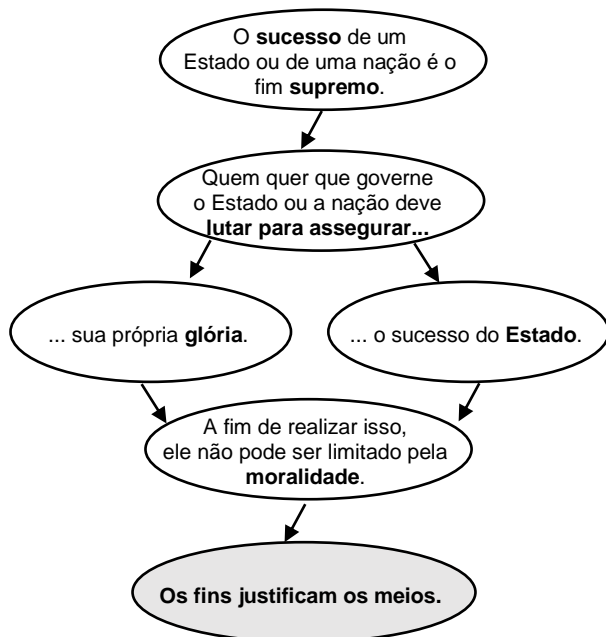 O sucesso de um
Estado ou de uma nação é o
fim supremo.
Quem quer que governe
o Estado ou a nação deve
lutar para assegurar...
... sua própria glória.
... o sucesso do Estado.
A fim de realizar isso,
ele não pode ser limitado pela
moralidade.
Os fins justificam os meios.